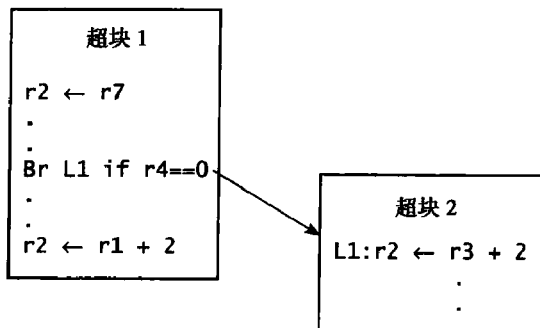 超块 1
r2 ← r7
.
.
Br L1 if r4==0
.
.
r2 ← r1 + 2
超块 2
L1:r2 ← r3 + 2
.
.